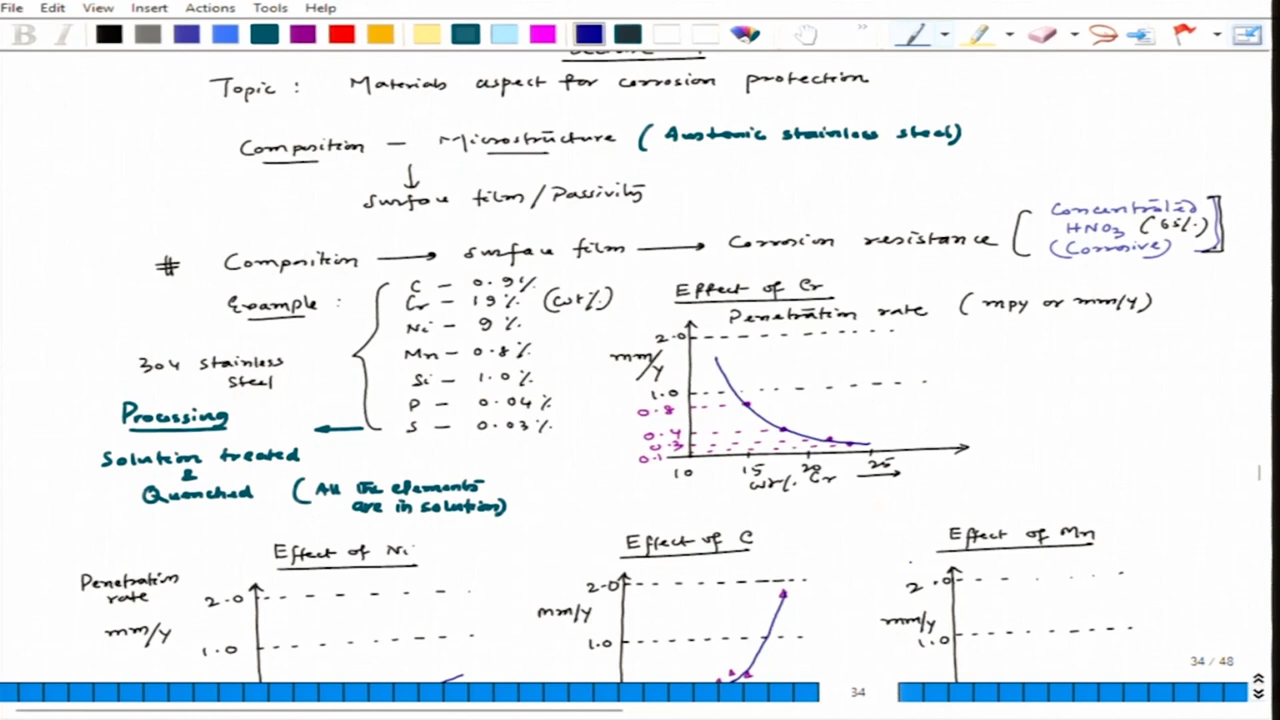 File Edit View Insert Actions Tools Help
B I
Topic : Materials aspect for corrosion protection
Composition - Microstructure (Austenic stainless steel)
Surface film/Passivity
# Composition → surface film → Corrosion resistance [Concentrated
HNO3 (65%)
(Corrosive)]
Example :
304 stainless
steel
C - 0.9%
Cr - 19% (wt%)
Ni - 9%
Mn - 0.8%
Si - 1.0%
P - 0.04%
S - 0.03%
Processing
Solution treated
&
Quenched (All the elements
are in solution)
Effect of Cr
Penetration rate (mpy or mm/y)
2.0
mm/y
1.0
0.8
0.4
0.3
0.1
10 15 20 25
wt% Cr →
Effect of Ni
Penetration
rate
mm/y
2.0
1.0
Effect of C
2.0
mm/y
1.0
Effect of Mn
2.0
mm/y
1.0
34 / 48
34